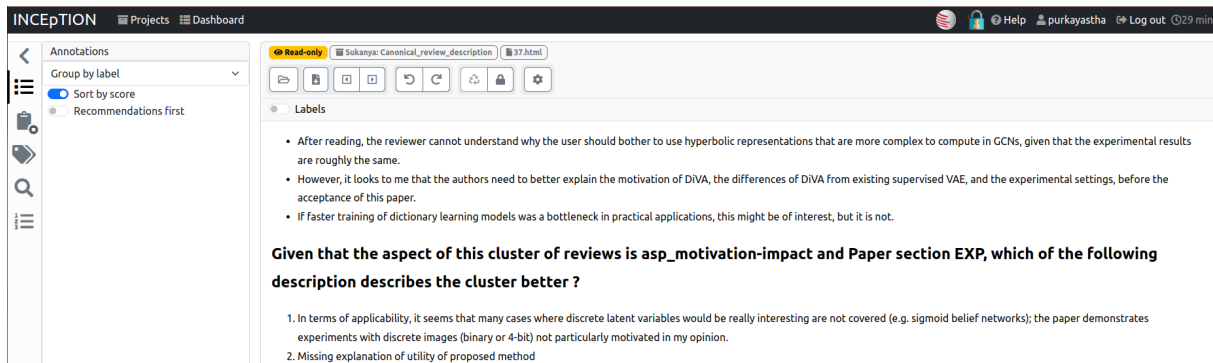 INCEpTION Projects Dashboard Help purkayastha Log out 29 min
Annotations
Group by label
Sort by score
Recommendations first
Read-only Sukanya: Canonical_review_description 37.html
Labels
• After reading, the reviewer cannot understand why the user should bother to use hyperbolic representations that are more complex to compute in GCNs, given that the experimental results
are roughly the same.
• However, it looks to me that the authors need to better explain the motivation of DiVA, the differences of DiVA from existing supervised VAE, and the experimental settings, before the
acceptance of this paper.
• If faster training of dictionary learning models was a bottleneck in practical applications, this might be of interest, but it is not.
Given that the aspect of this cluster of reviews is asp_motivation-impact and Paper section EXP, which of the following
description describes the cluster better ?
1. In terms of applicability, it seems that many cases where discrete latent variables would be really interesting are not covered (e.g. sigmoid belief networks); the paper demonstrates
experiments with discrete images (binary or 4-bit) not particularly motivated in my opinion.
2. Missing explanation of utility of proposed method